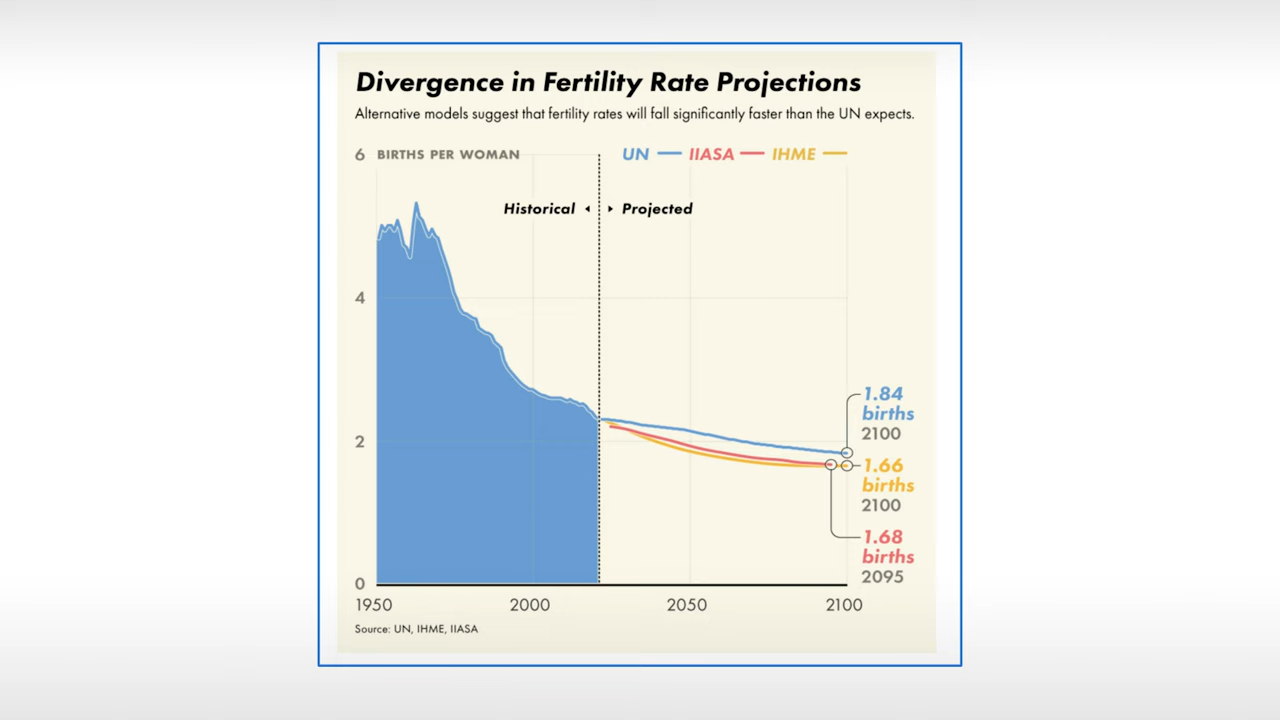 Divergence in Fertility Rate Projections
Alternative models suggest that fertility rates will fall significantly faster than the UN expects.
6 BIRTHS PER WOMAN
UN IIASA IHME
Historical Projected
4
2
0
1.84
births
2100
1.66
births
2100
1.68
births
2095
1950 2000 2050 2100
Source: UN, IHME, IIASA